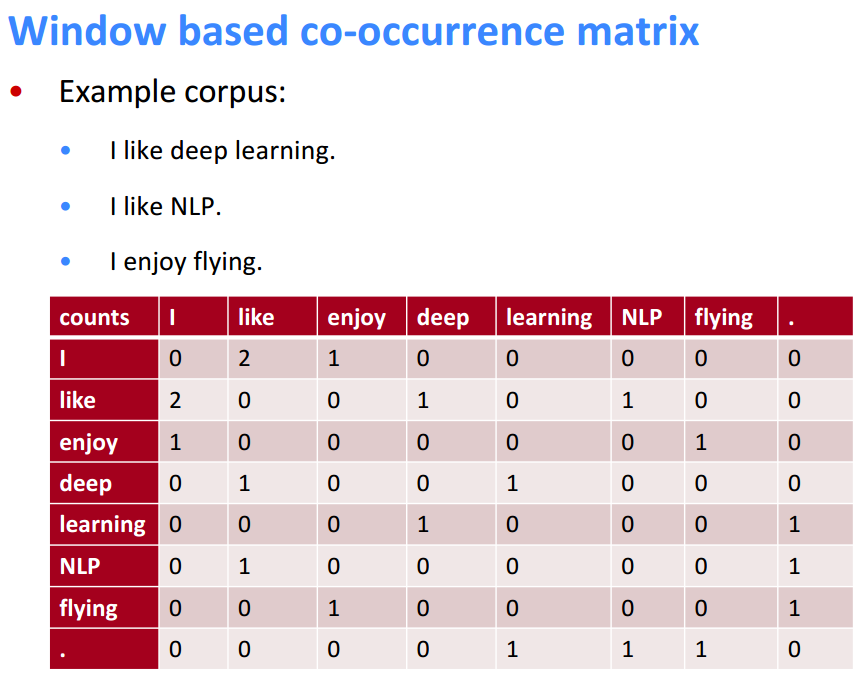 Window based co-occurrence matrix
• Example corpus:
• I like deep learning.
• I like NLP.
• I enjoy flying.
counts I like enjoy deep learning NLP flying .
I 0 2 1 0 0 0 0 0
like 2 0 0 1 0 1 0 0
enjoy 1 0 0 0 0 0 1 0
deep 0 1 0 0 1 0 0 0
learning 0 0 0 1 0 0 0 1
NLP 0 1 0 0 0 0 0 1
flying 0 0 1 0 0 0 0 1
. 0 0 0 0 1 1 1 0